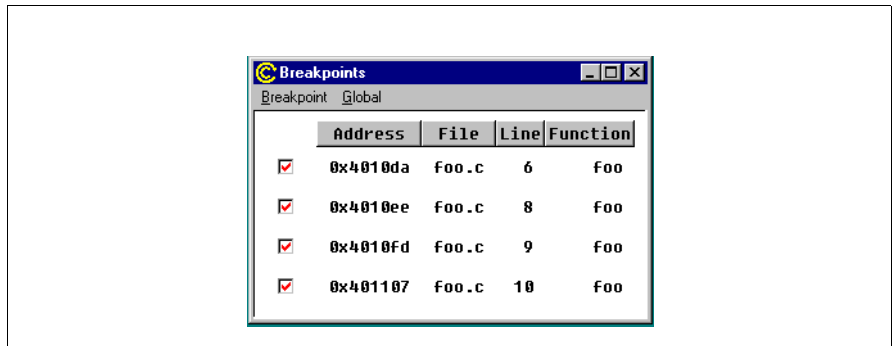 Breakpoints
Breakpoint Global
Address File Line Function
0x4010da foo.c 6 foo
0x4010ee foo.c 8 foo
0x4010fd foo.c 9 foo
0x401107 foo.c 10 foo